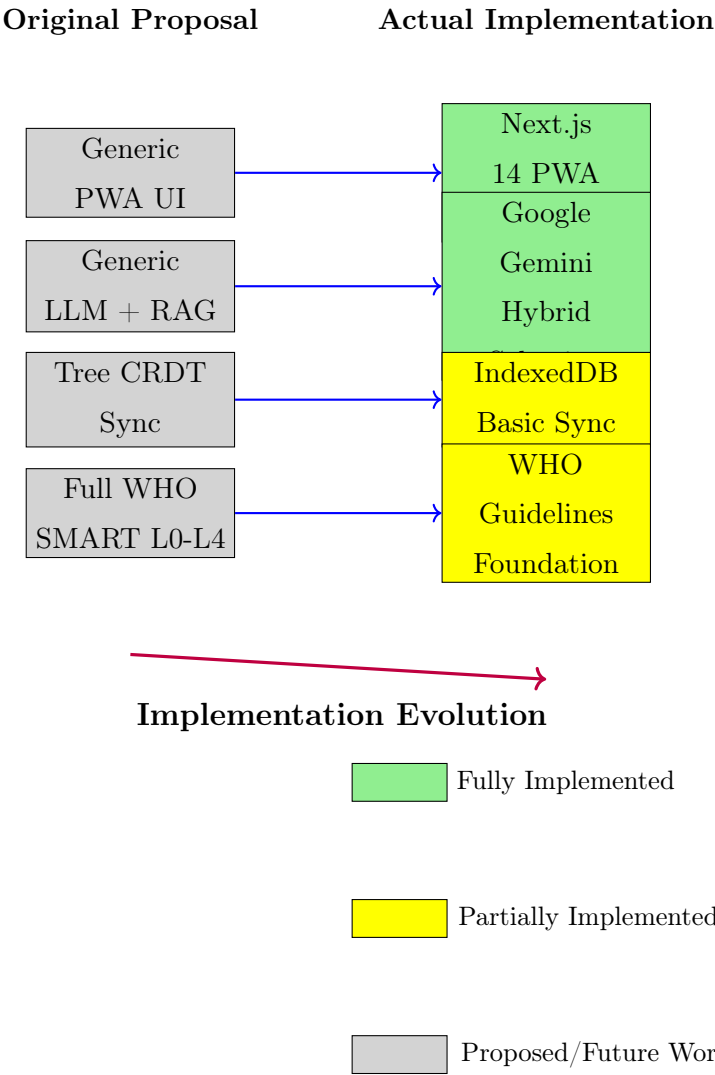 Original Proposal
Actual Implementation
Generic
PWA UI
Next.js
14 PWA
Generic
LLM + RAG
Google
Gemini
Hybrid
Tree CRDT
Sync
IndexedDB
Basic Sync
Full WHO
SMART L0-L4
WHO
Guidelines
Foundation
Implementation Evolution
Fully Implemented
Partially Implemented
Proposed/Future Wor